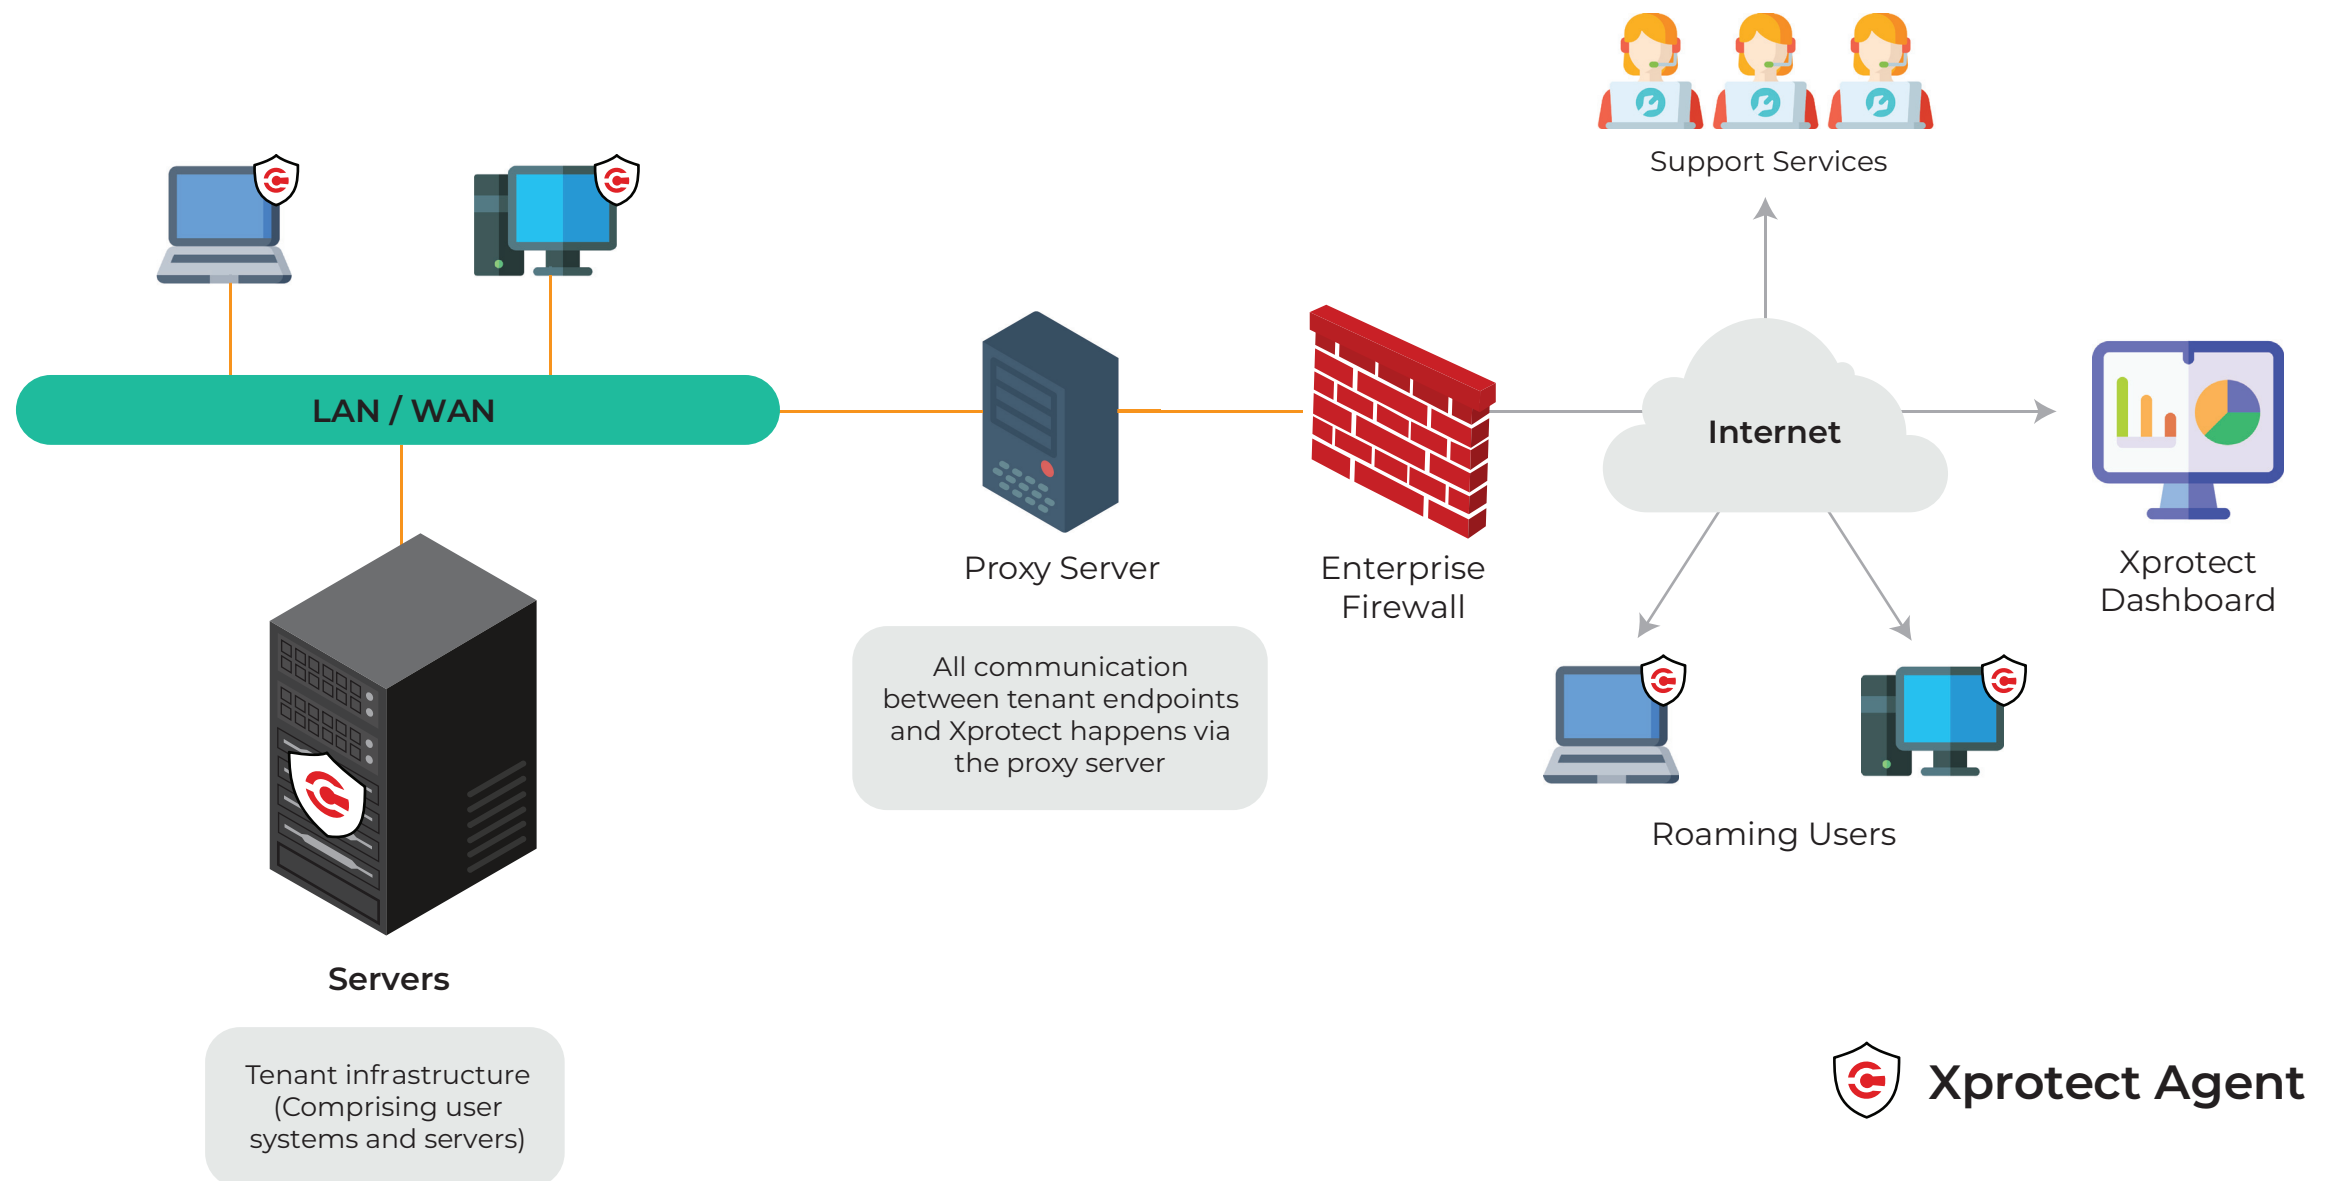 Support Services
LAN / WAN
Internet
Proxy Server
Enterprise
Firewall
Xprotect
Dashboard
All communication
between tenant endpoints
and Xprotect happens via
the proxy server
Roaming Users
Servers
Tenant infrastructure
(Comprising user
systems and servers)
Xprotect Agent